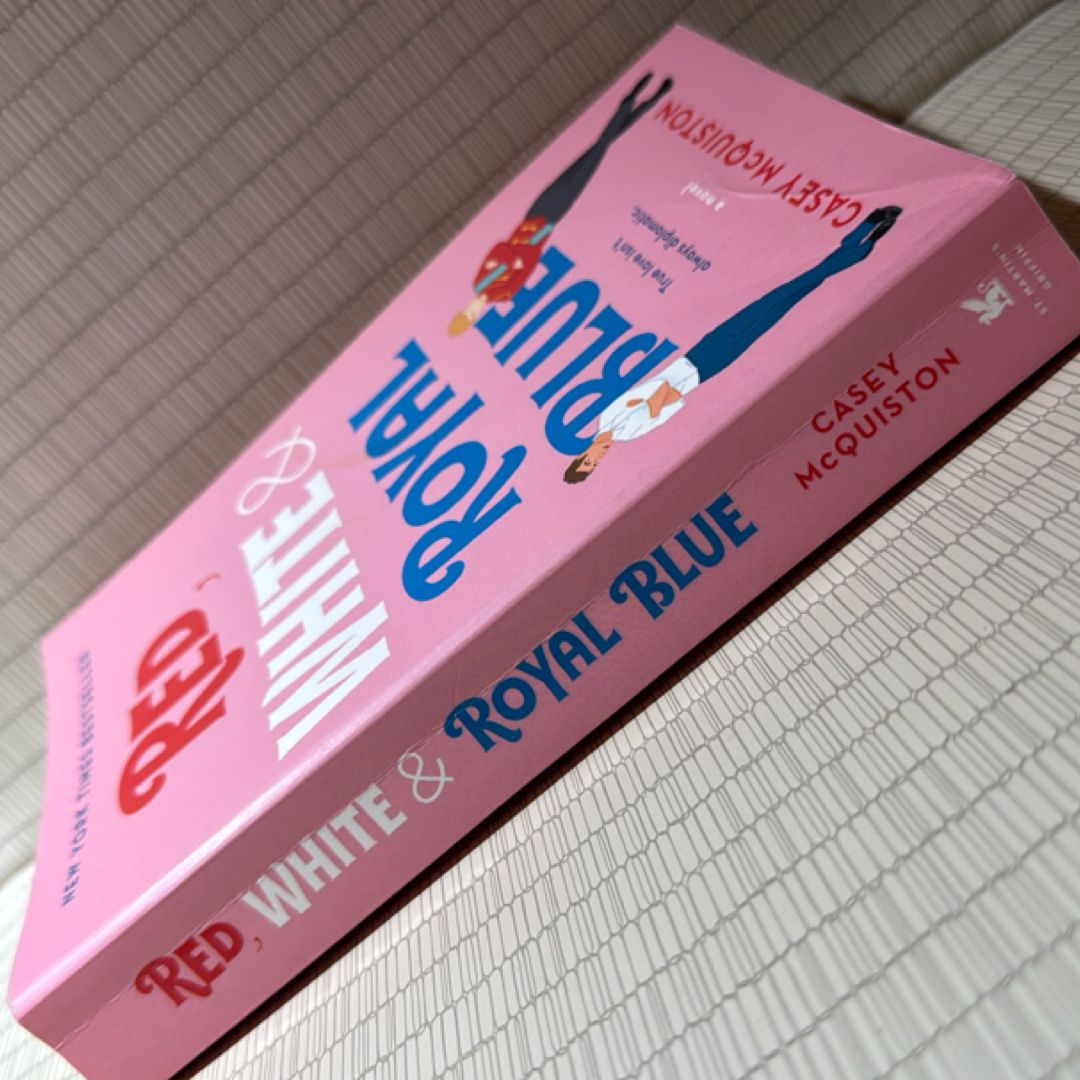 NEW YORK TIMES BESTSELLER
RED,
WHITE &
ROYAL
BLUE
True love isn't
always diplomatic.
a novel
CASEY McQUISTON
RED, WHITE & ROYAL BLUE
CASEY
McQUISTON
ST. MARTIN'S
GRIFFIN